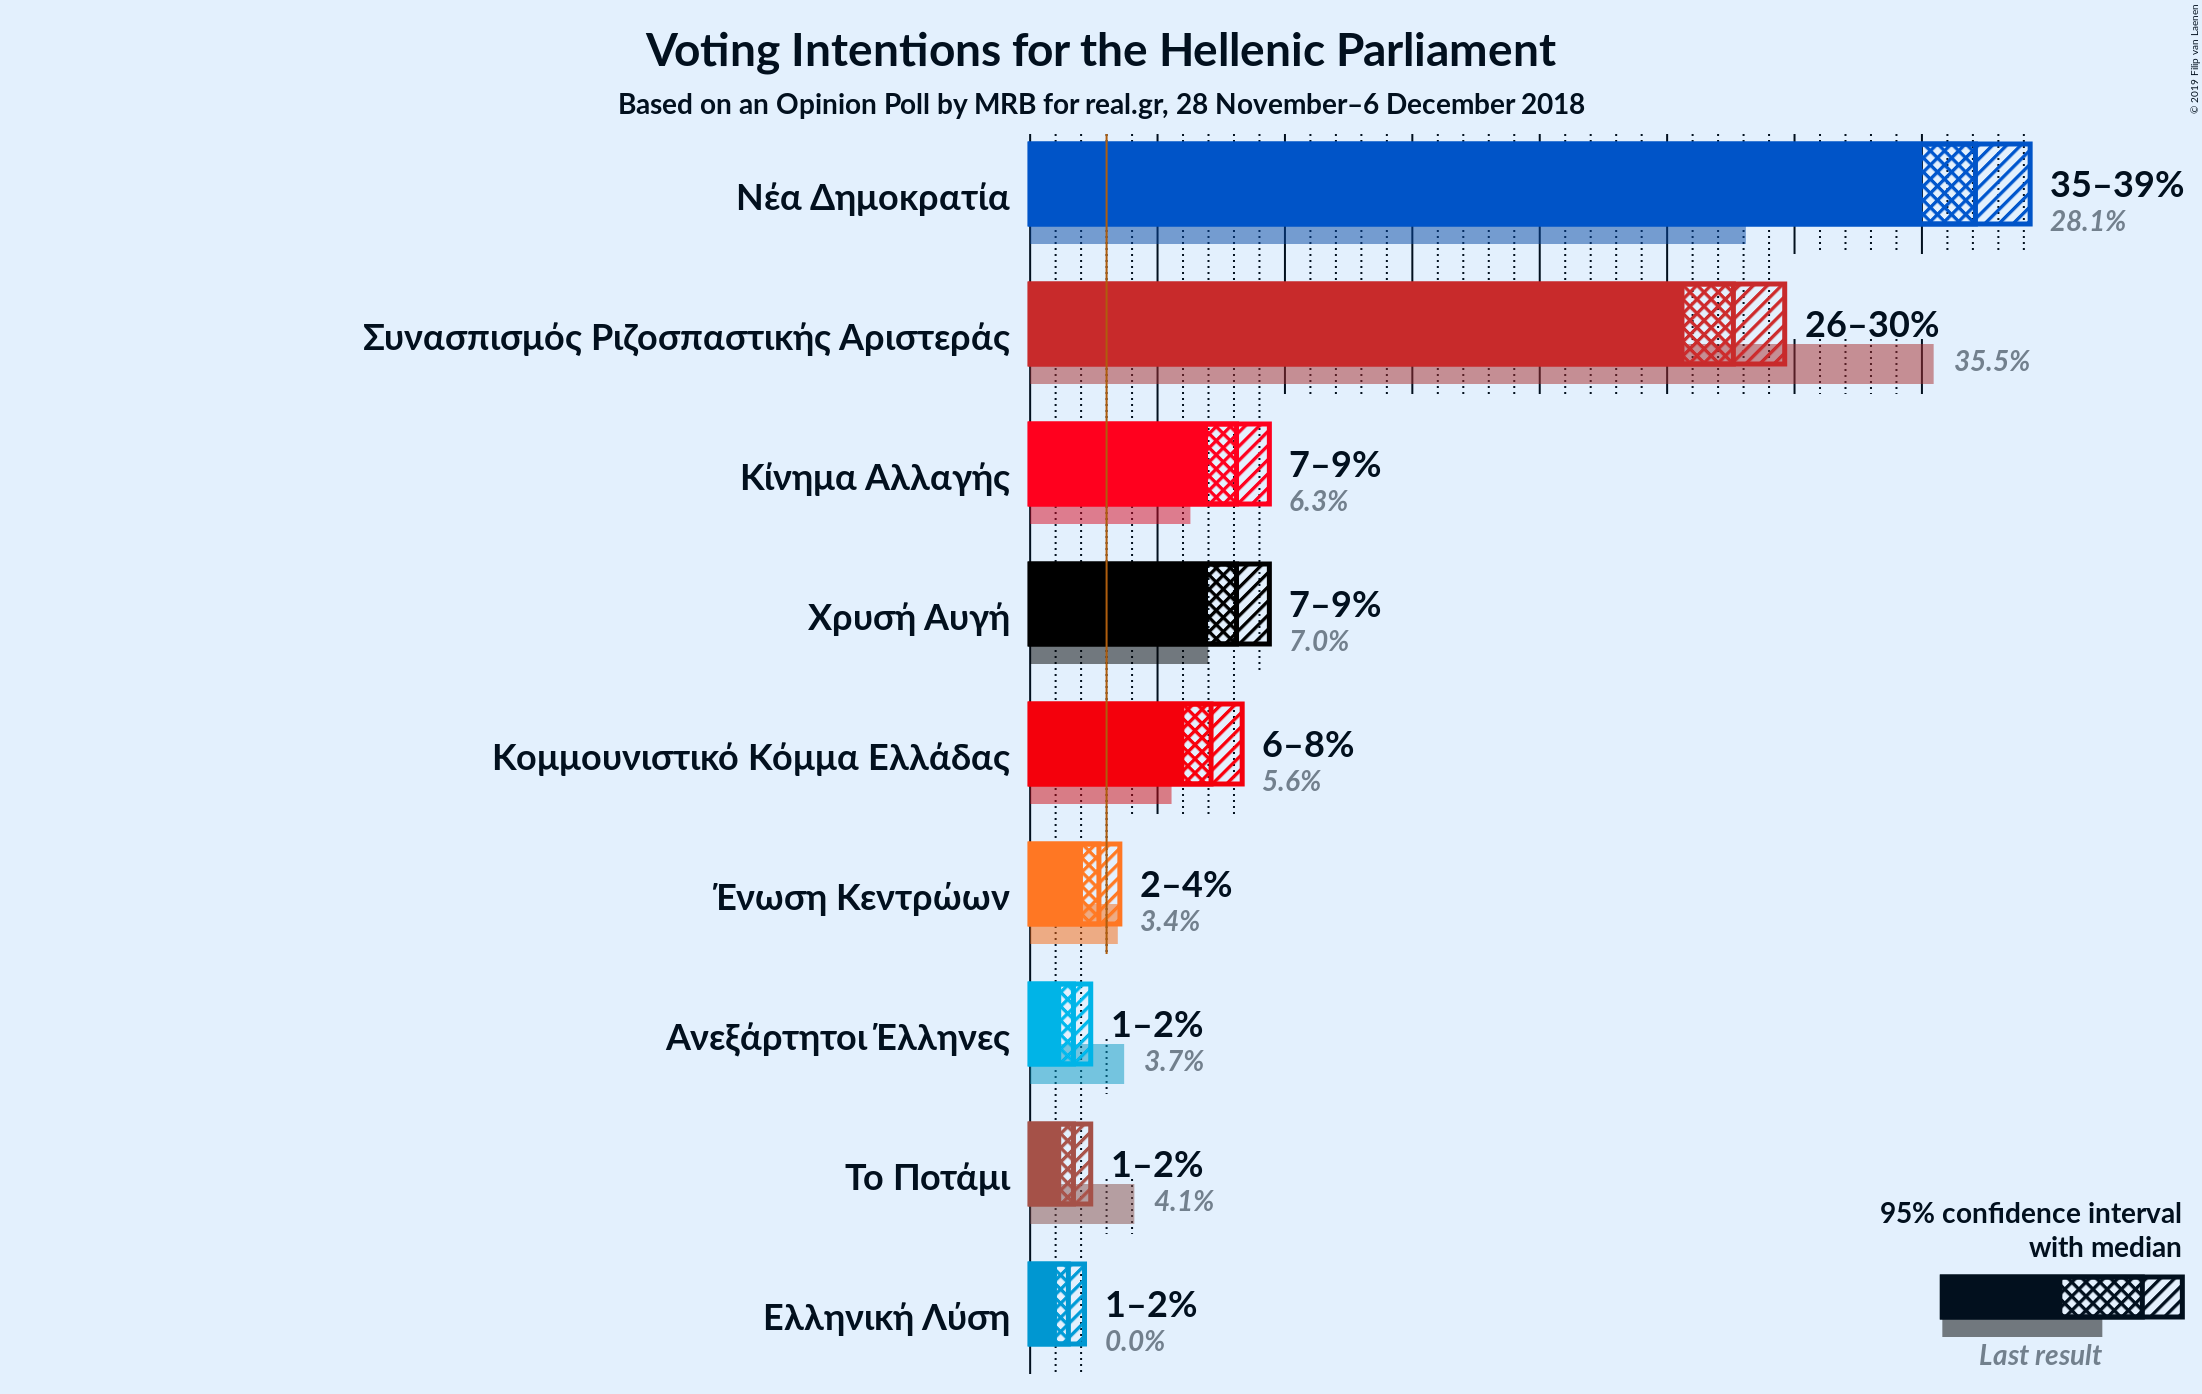 Voting Intentions for the Hellenic Parliament
Based on an Opinion Poll by MRB for real.gr, 28 November–6 December 2018
© 2019 Filip van Laenen
Νέα Δημοκρατία
35–39%
28.1%
Συνασπισμός Ριζοσπαστικής Αριστεράς
26–30%
35.5%
Κίνημα Αλλαγής
7–9%
6.3%
Χρυσή Αυγή
7–9%
7.0%
Κομμουνιστικό Κόμμα Ελλάδας
6–8%
5.6%
Ένωση Κεντρώων
2–4%
3.4%
Ανεξάρτητοι Έλληνες
1–2%
3.7%
Το Ποτάμι
1–2%
4.1%
Ελληνική Λύση
1–2%
0.0%
95% confidence interval
with median
Last result